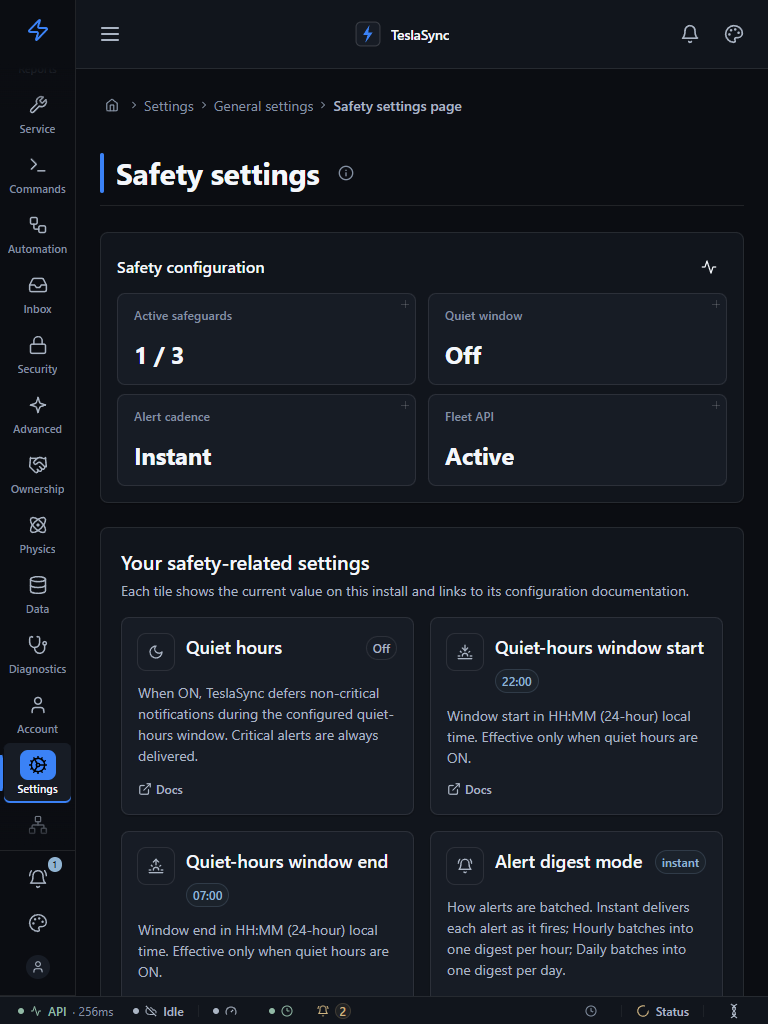 TeslaSync
Reports
Service
Commands
Automation
Inbox
Security
Advanced
Ownership
Physics
Data
Diagnostics
Account
Settings
1
Settings > General settings > Safety settings page
Safety settings
Safety configuration
Active safeguards
1 / 3
Quiet window
Off
Alert cadence
Instant
Fleet API
Active
Your safety-related settings
Each tile shows the current value on this install and links to its configuration documentation.
Quiet hours
Off
When ON, TeslaSync defers non-critical
notifications during the configured quiet-
hours window. Critical alerts are always
delivered.
Docs
Quiet-hours window start
22:00
Window start in HH:MM (24-hour) local
time. Effective only when quiet hours are
ON.
Docs
Quiet-hours window end
07:00
Window end in HH:MM (24-hour) local
time. Effective only when quiet hours are
ON.
Alert digest mode
instant
How alerts are batched. Instant delivers
each alert as it fires; Hourly batches into
one digest per hour; Daily batches into
one digest per day.
API · 256ms
Idle
2
Status